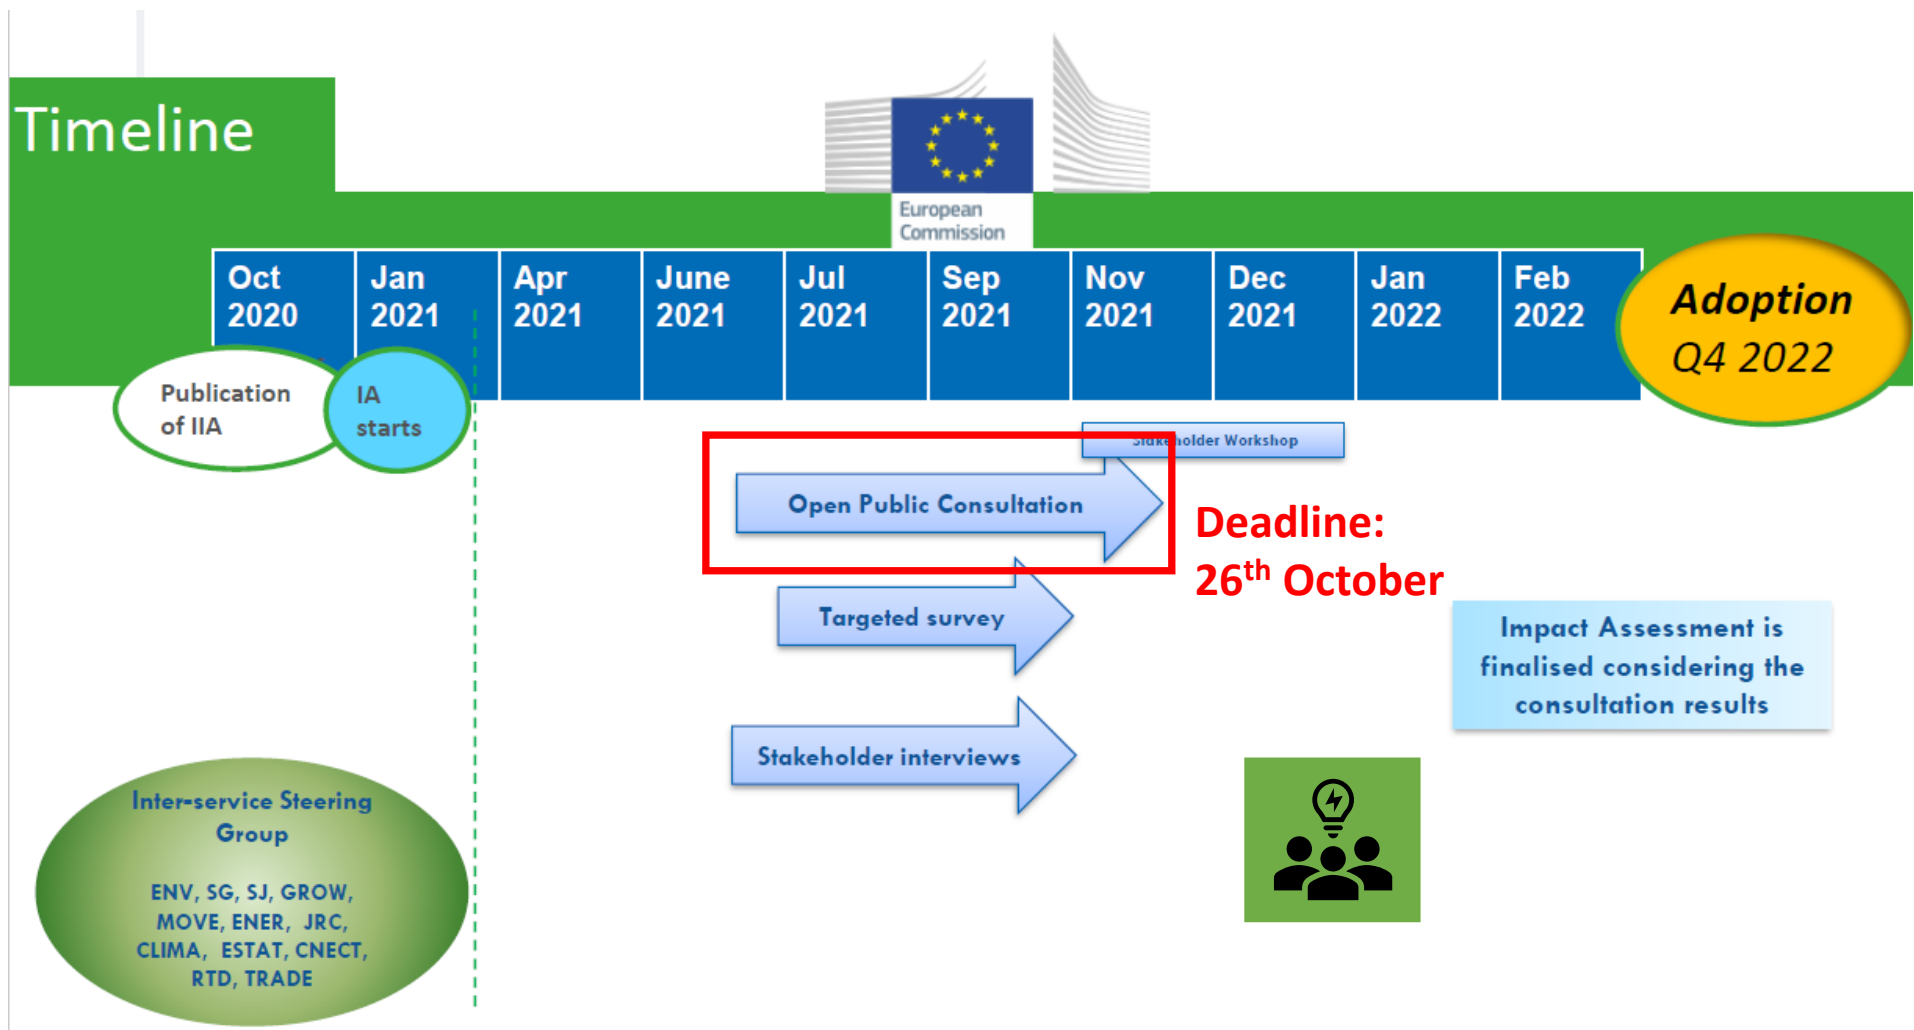 Timeline
European
Commission
Oct
2020
Jan
2021
Apr
2021
June
2021
Jul
2021
Sep
2021
Nov
2021
Dec
2021
Jan
2022
Feb
2022
Adoption
Q4 2022
Publication
of IIA
IA
starts
Stakeholder Workshop
Open Public Consultation
Deadline:
26th October
Targeted survey
Stakeholder interviews
Impact Assessment is
finalised considering the
consultation results
Inter-service Steering
Group
ENV, SG, SJ, GROW,
MOVE, ENER, JRC,
CLIMA, ESTAT, CNECT,
RTD, TRADE